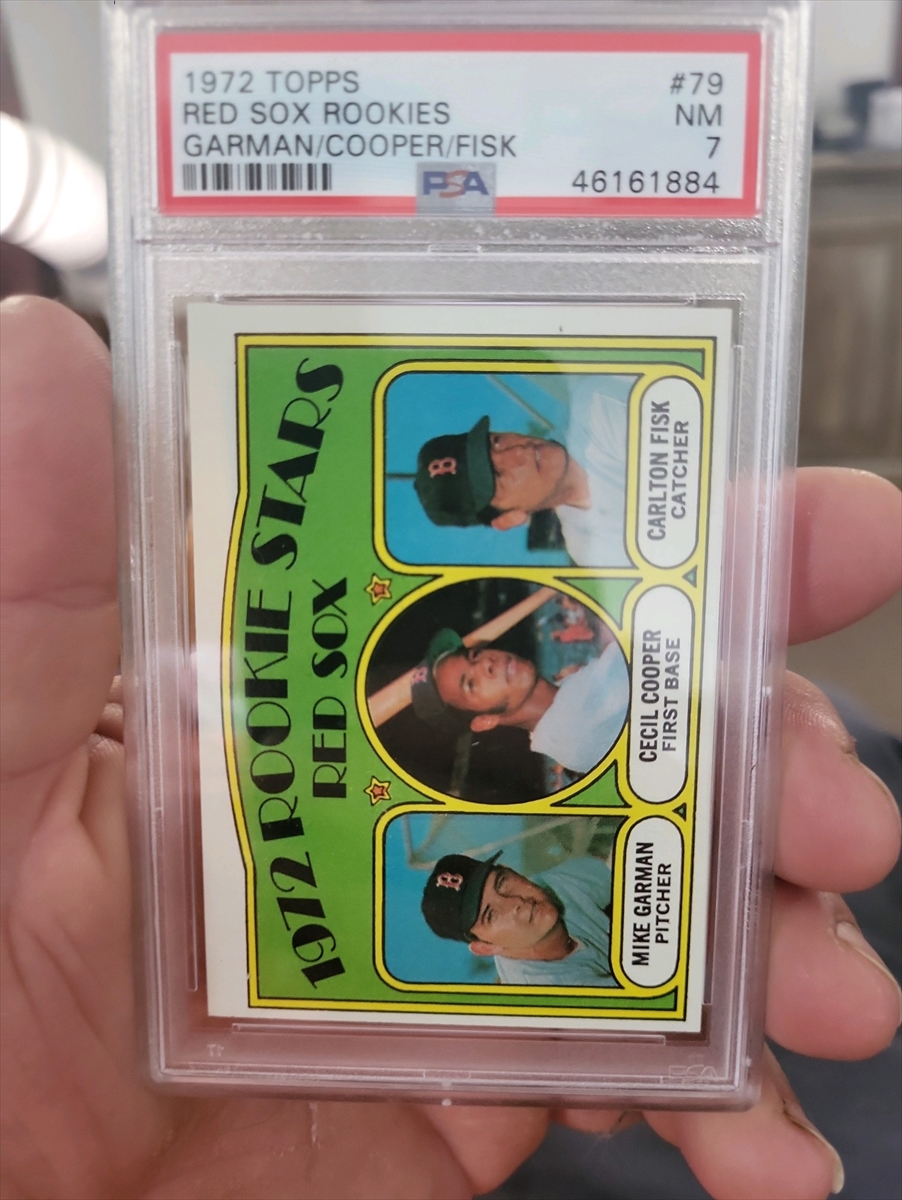 1972 TOPPS #79
RED SOX ROOKIES NM
GARMAN/COOPER/FISK 7
PSA 46161884
1972 ROOKIE STARS
RED SOX
B
B
B
MIKE GARMAN
PITCHER
CECIL COOPER
FIRST BASE
CARLTON FISK
CATCHER
PSA